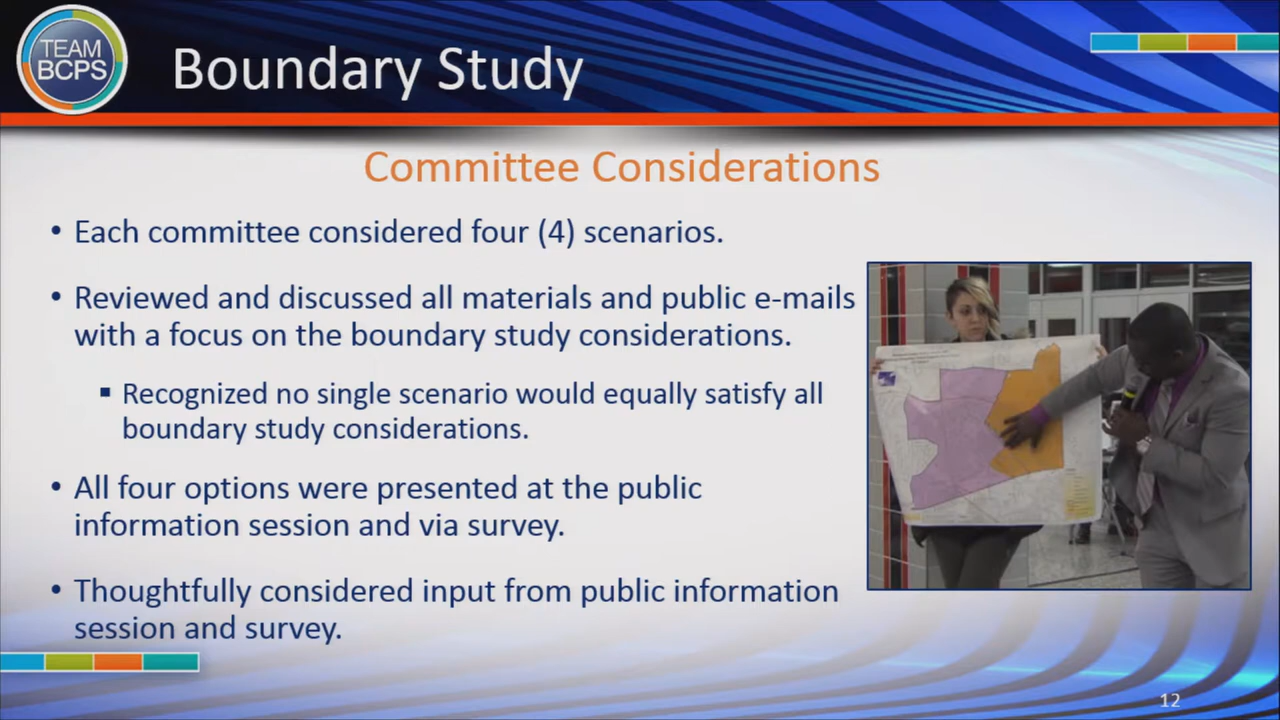 TEAM
BCPS
Boundary Study
Committee Considerations
• Each committee considered four (4) scenarios.
• Reviewed and discussed all materials and public e-mails
with a focus on the boundary study considerations.
▪ Recognized no single scenario would equally satisfy all
boundary study considerations.
• All four options were presented at the public
information session and via survey.
• Thoughtfully considered input from public information
session and survey.
12